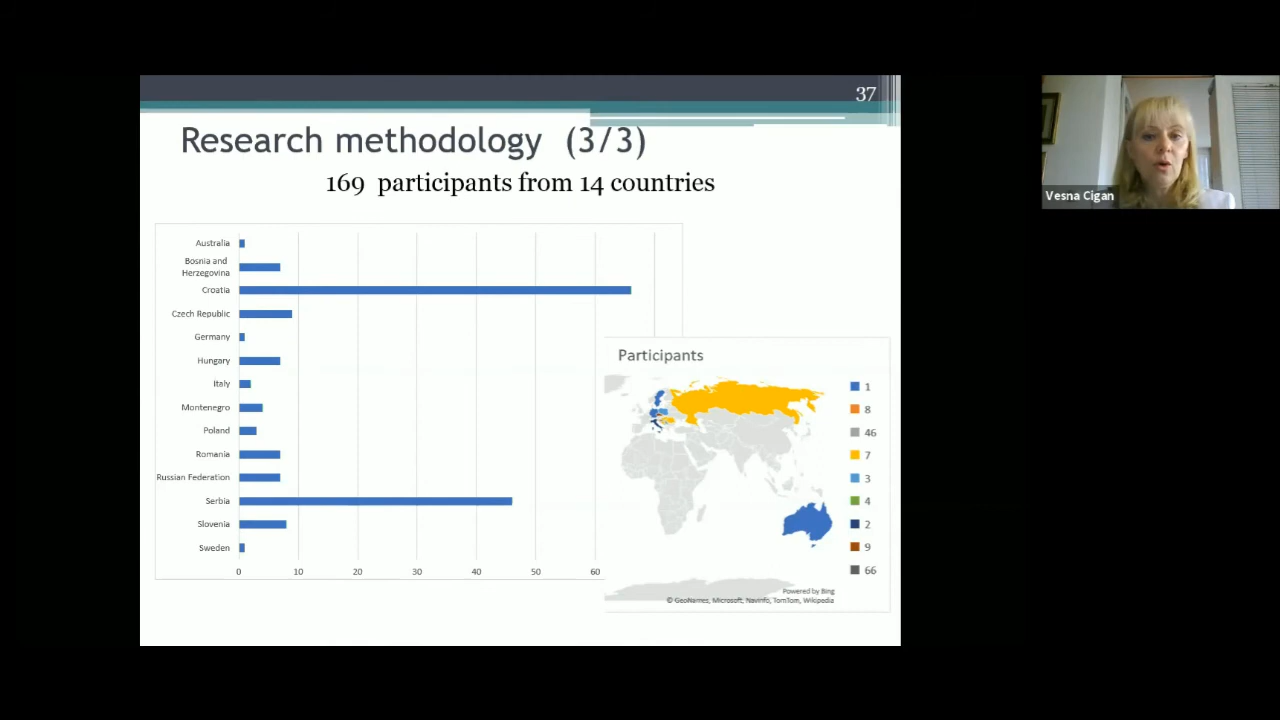 37
Research methodology (3/3)
169 participants from 14 countries
Australia
Bosnia and
Herzegovina
Croatia
Czech Republic
Germany
Hungary
Italy
Montenegro
Poland
Romania
Russian Federation
Serbia
Slovenia
Sweden
0 10 20 30 40 50 60
Participants
1
8
46
7
3
4
2
9
66
Powered by Bing
© GeoNames, Microsoft, Navinfo, TomTom, Wikipedia
Vesna Cigan